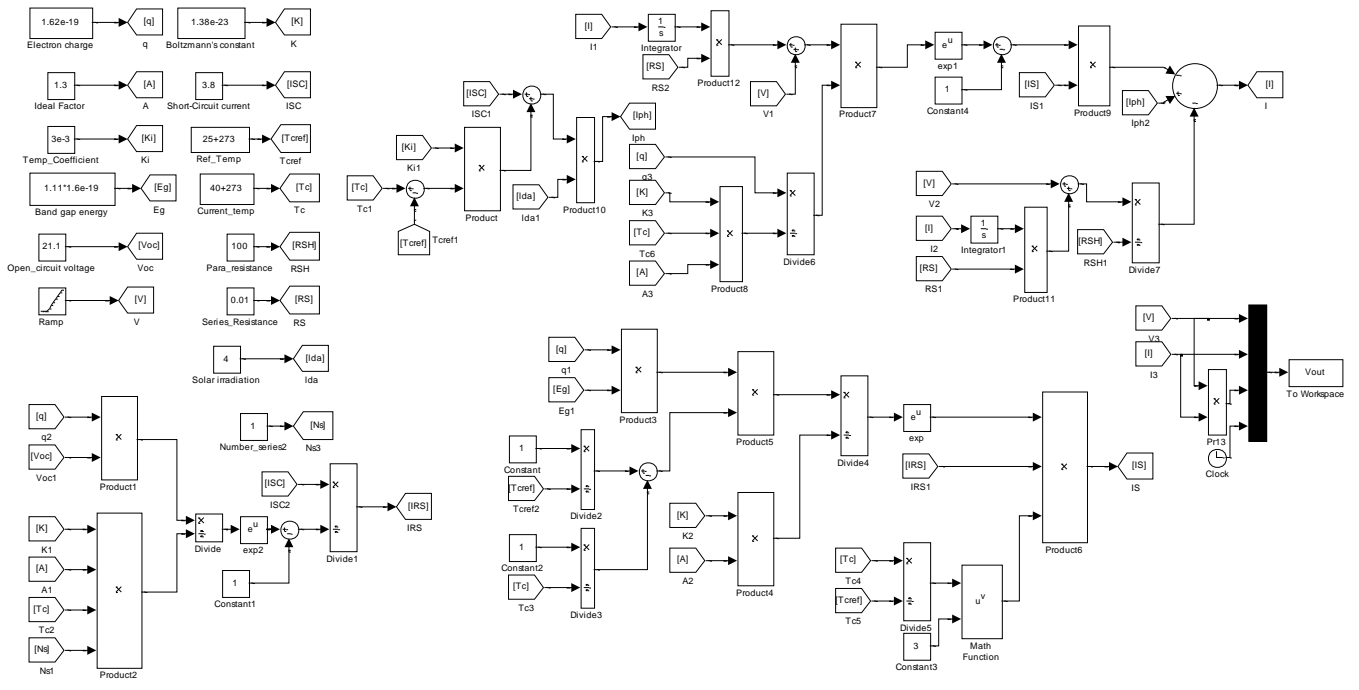 1.62e-19
Electron charge
[q]
q
1.38e-23
Boltzmann's constant
[K]
K
1.3
Ideal Factor
[A]
A
3.8
Short-Circuit current
[ISC]
ISC
3e-3
Temp_Coefficient
[Ki]
Ki
25+273
Ref_Temp
[Tcref]
Tcref
1.11*1.6e-19
Band gap energy
[Eg]
Eg
40+273
Current_temp
[Tc]
Tc
21.1
Open_circuit voltage
[Voc]
Voc
100
Para_resistance
[RSH]
RSH
Ramp
[V]
V
0.01
Series_Resistance
[RS]
RS
4
Solar irradiation
[Ida]
Ida
[ISC]
ISC1
[Ki]
Ki1
[Tc]
Tc1
[Tcref]
Tcref1
Product
[Ida]
Ida1
Product10
[Iph]
Iph
[I]
I1
1
s
Integrator
[RS]
RS2
Product12
[V]
V1
Product7
[q]
q3
[K]
K3
[Tc]
Tc6
[A]
A3
Product8
Divide6
e^u
exp1
1
Constant4
[IS]
IS1
Product9
[Iph]
Iph2
[I]
I
[V]
V2
[I]
I2
1
s
Integrator1
[RS]
RS1
Product11
[RSH]
RSH1
Divide7
[V]
V3
[I]
I3
Pr13
Clock
Vout
To Workspace
[q]
q2
[Voc]
Voc1
Product1
1
Number_series2
[Ns]
Ns3
[K]
K1
[A]
A1
[Tc]
Tc2
[Ns]
Ns1
Product2
Divide
e^u
exp2
1
Constant1
[ISC]
ISC2
Divide1
[IRS]
IRS
[q]
q1
[Eg]
Eg1
Product3
1
Constant
[Tcref]
Tcref2
Divide2
1
Constant2
[Tc]
Tc3
Divide3
Product5
[K]
K2
[A]
A2
Product4
Divide4
e^u
exp
[IRS]
IRS1
[Tc]
Tc4
[Tcref]
Tc5
Divide5
3
Constant3
u^v
Math
Function
Product6
[IS]
IS